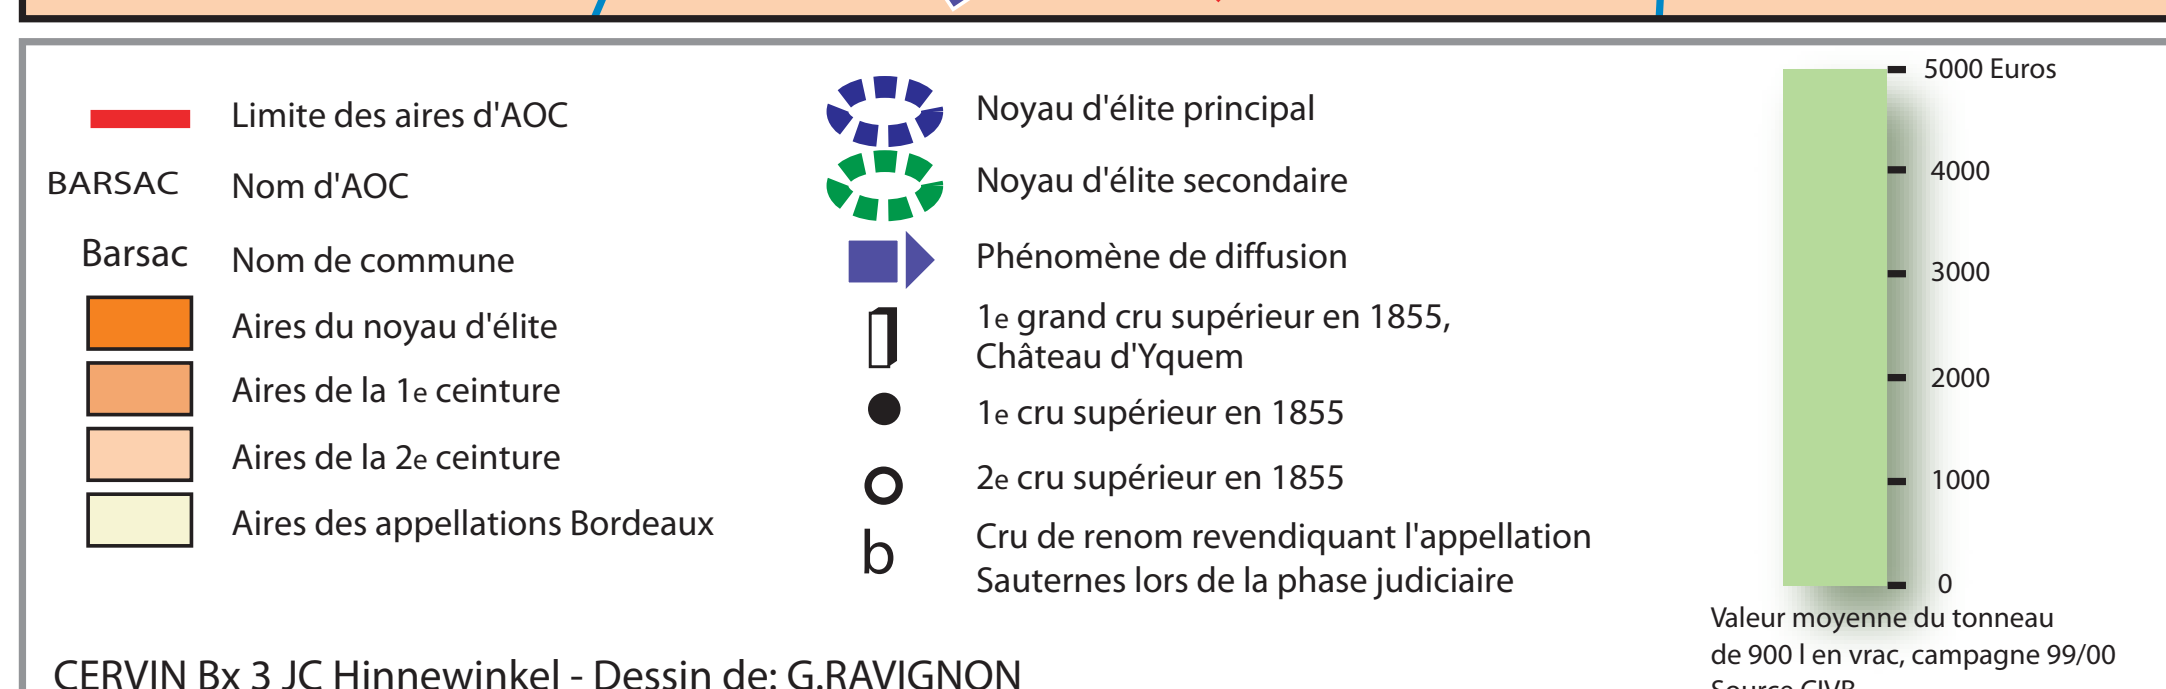 Limite des aires d'AOC
BARSAC Nom d'AOC
Barsac Nom de commune
Aires du noyau d'élite
Aires de la 1e ceinture
Aires de la 2e ceinture
Aires des appellations Bordeaux
Noyau d'élite principal
Noyau d'élite secondaire
Phénomène de diffusion
1e grand cru supérieur en 1855,
Château d'Yquem
1e cru supérieur en 1855
2e cru supérieur en 1855
b Cru de renom revendiquant l'appellation
Sauternes lors de la phase judiciaire
5000 Euros
4000
3000
2000
1000
0
Valeur moyenne du tonneau
de 900 l en vrac, campagne 99/00
Source CIVB
CERVIN Bx 3 JC Hinnewinkel - Dessin de: G.RAVIGNON